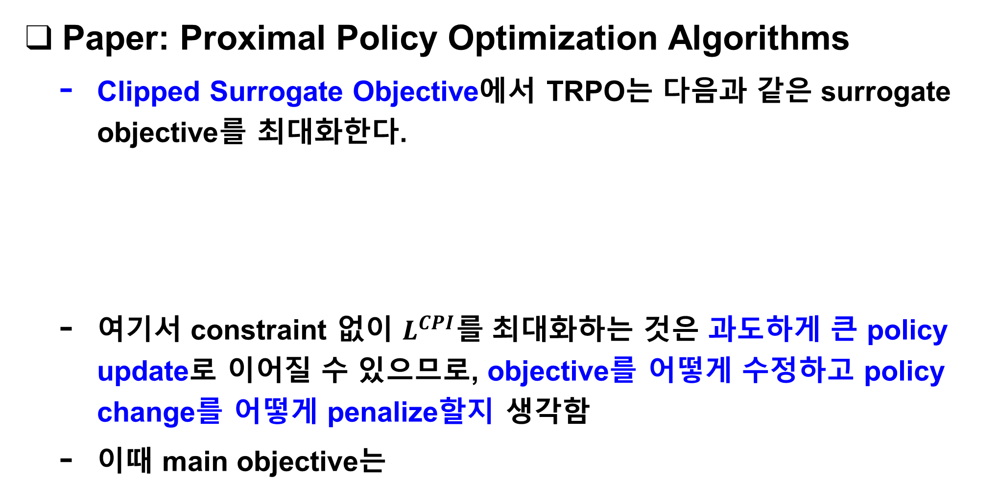 ❑ Paper: Proximal Policy Optimization Algorithms
- Clipped Surrogate Objective에서 TRPO는 다음과 같은 surrogate
objective를 최대화한다.
- 여기서 constraint 없이 L^{CPI}를 최대화하는 것은 과도하게 큰 policy
update로 이어질 수 있으므로, objective를 어떻게 수정하고 policy
change를 어떻게 penalize할지 생각함
- 이때 main objective는